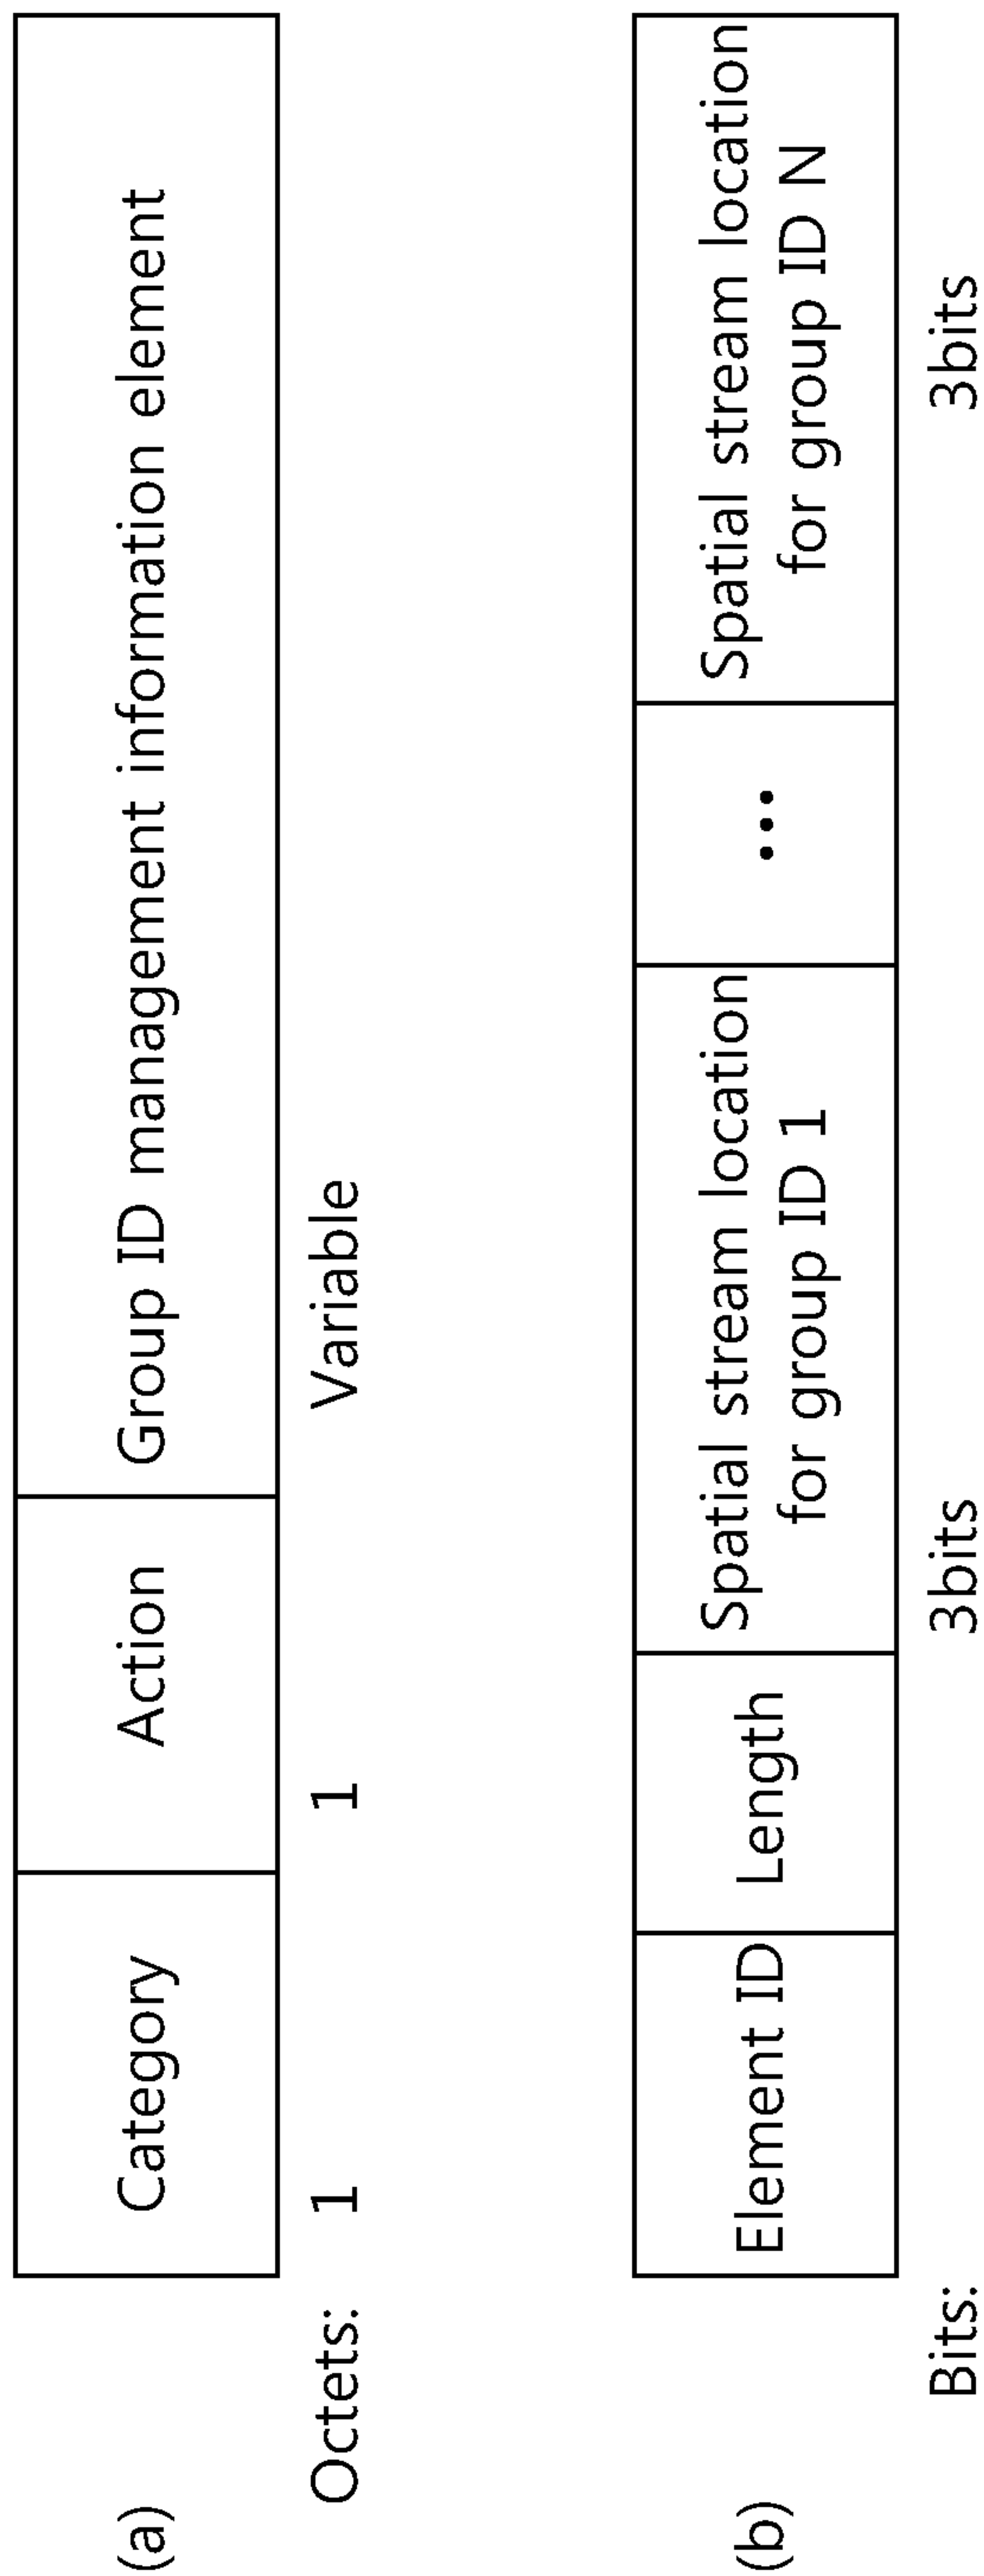 (a)
Category
Action
Group ID management information element
Octets:
1
1
Variable
(b)
Element ID
Length
Spatial stream location
for group ID 1
...
Spatial stream location
for group ID N
Bits:
3bits
3bits